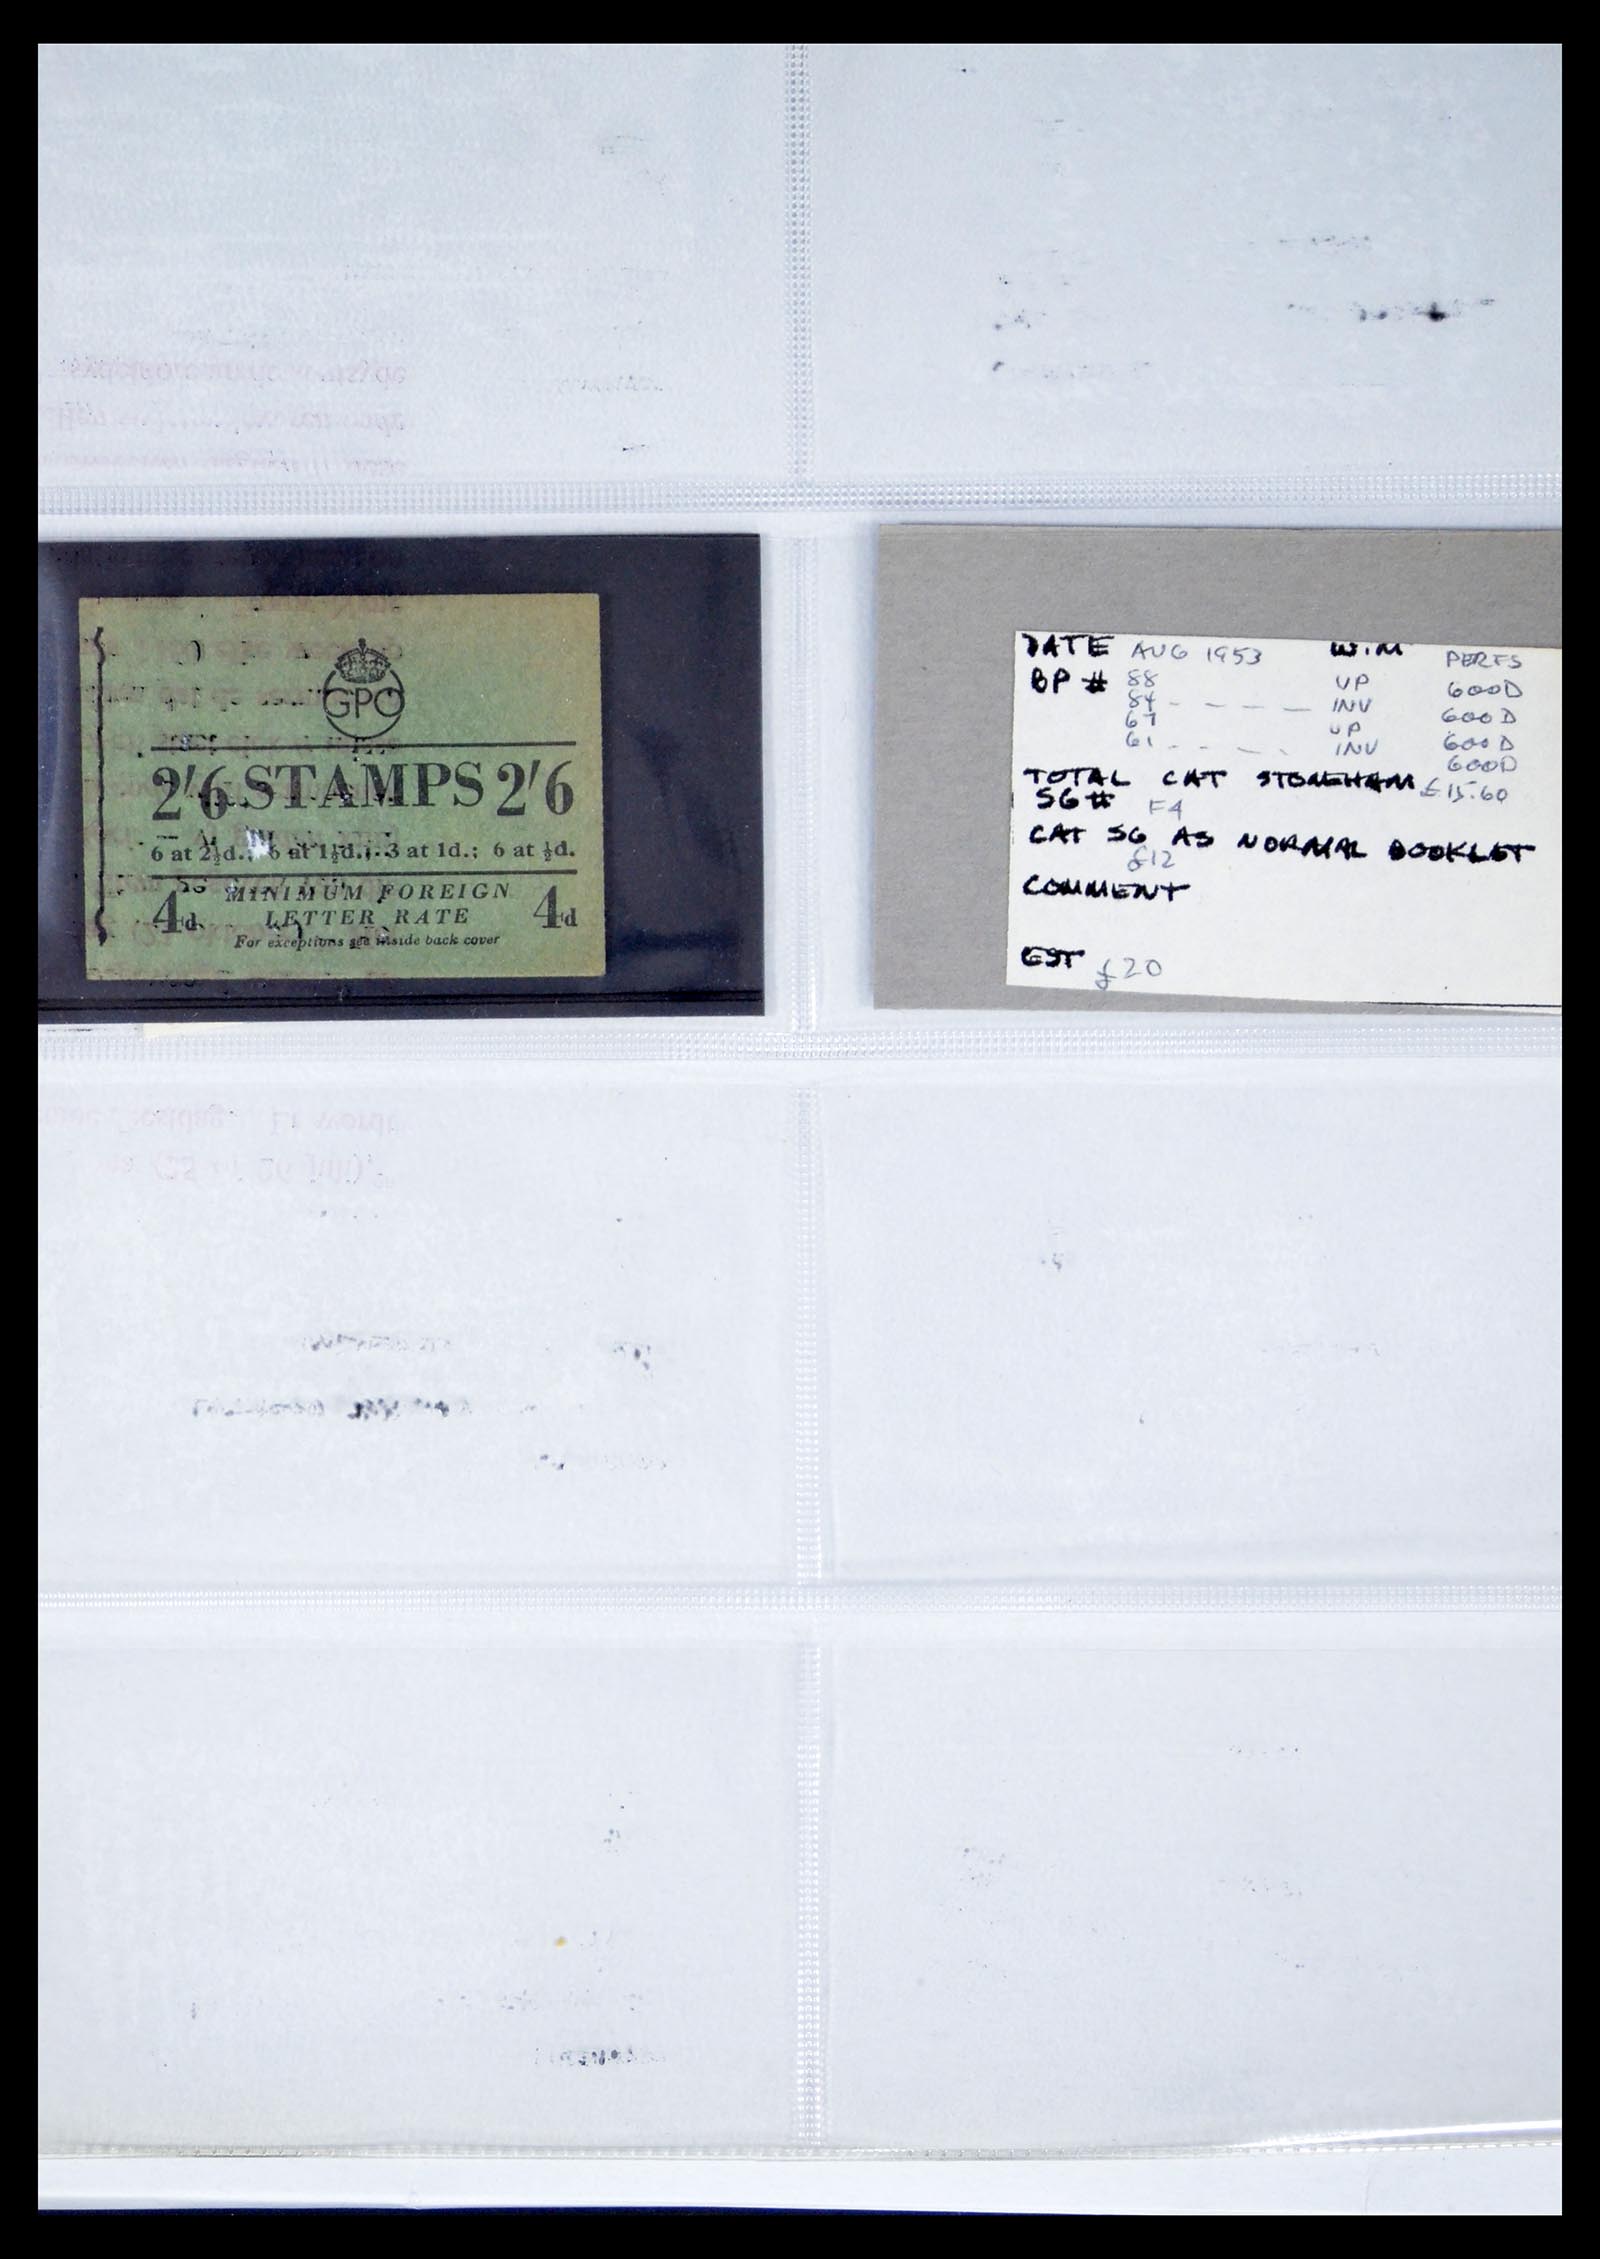 GPO
2/6 STAMPS 2/6
6 at 2½d.; 6 at 1½d.; 3 at 1d.; 6 at ½d.
4d MINIMUM FOREIGN LETTER RATE 4d
For exceptions see inside back cover
DATE AUG 1953 W.M PERFS
BP # 88 UP GOOD
84 - - - - INV GOOD
67 UP GOOD
61 - - - - INV GOOD
TOTAL CAT STONEHAM £15.60
SG # F4
CAT SG AS NORMAL BOOKLET
£12
COMMENT
EST £20